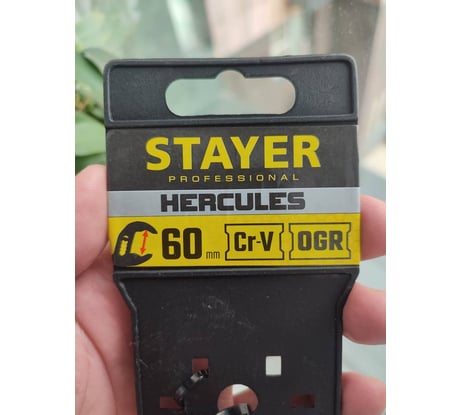 STAYER
PROFESSIONAL
HERCULES
60 mm Cr-V OGR